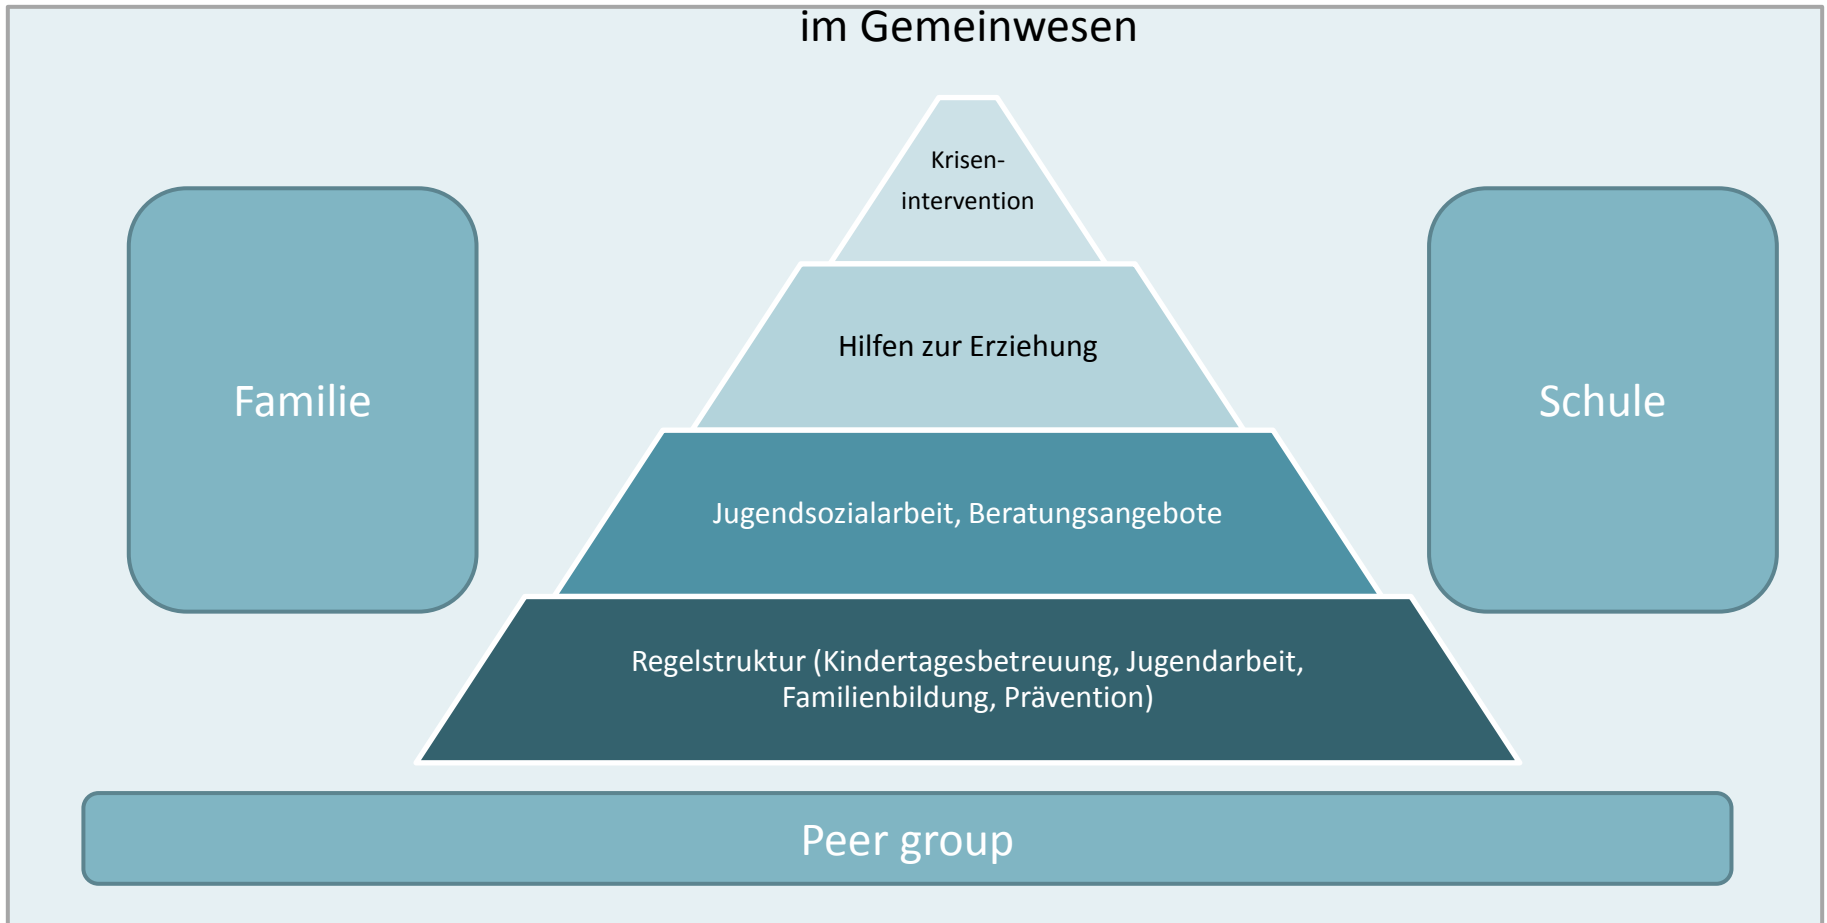 im Gemeinwesen
Krisen-
intervention
Hilfen zur Erziehung
Familie
Schule
Jugendsozialarbeit, Beratungsangebote
Regelstruktur (Kindertagesbetreuung, Jugendarbeit,
Familienbildung, Prävention)
Peer group